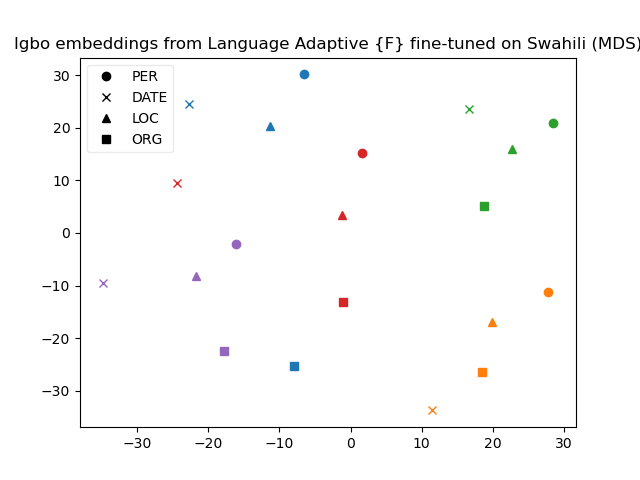 Igbo embeddings from Language Adaptive {F} fine-tuned on Swahili (MDS)
PER
DATE
LOC
ORG
30
20
10
0
−10
−20
−30
−30
−20
−10
0
10
20
30